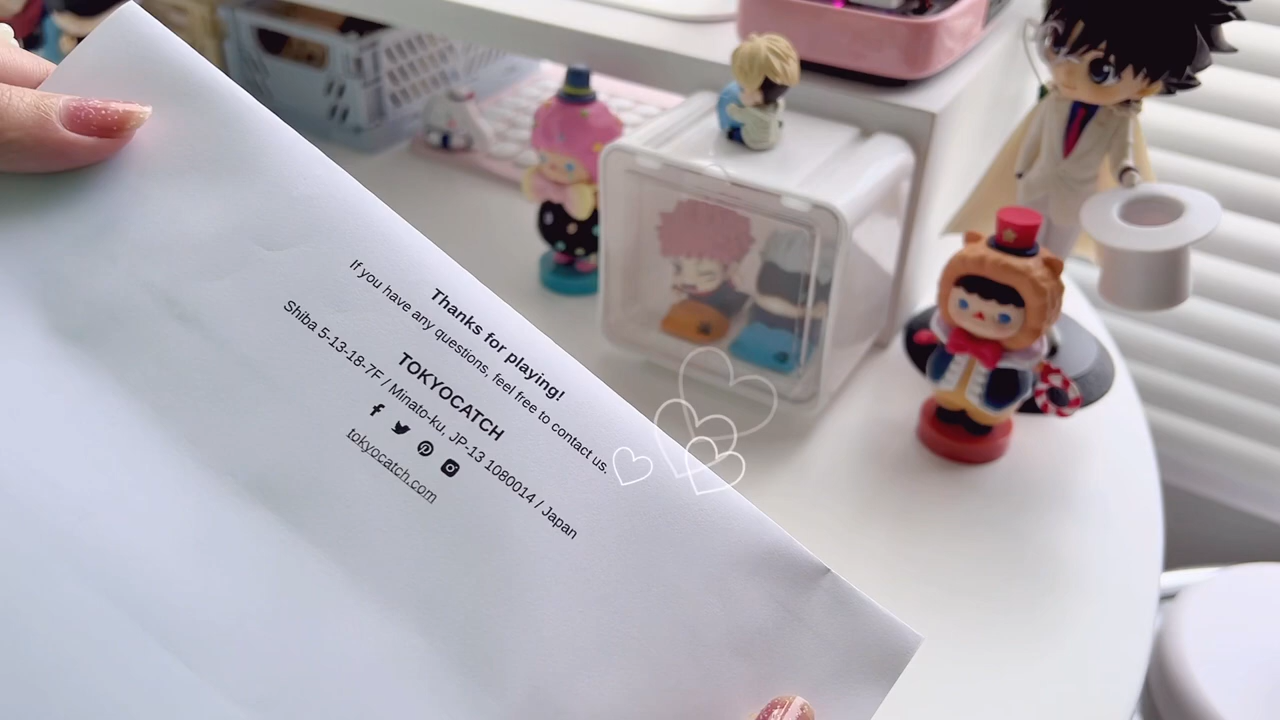 Thanks for playing!
If you have any questions, feel free to contact us.
TOKYOCATCH
Shiba 5-13-18-7F / Minato-ku, JP-13 1080014 / Japan
tokyocatch.com